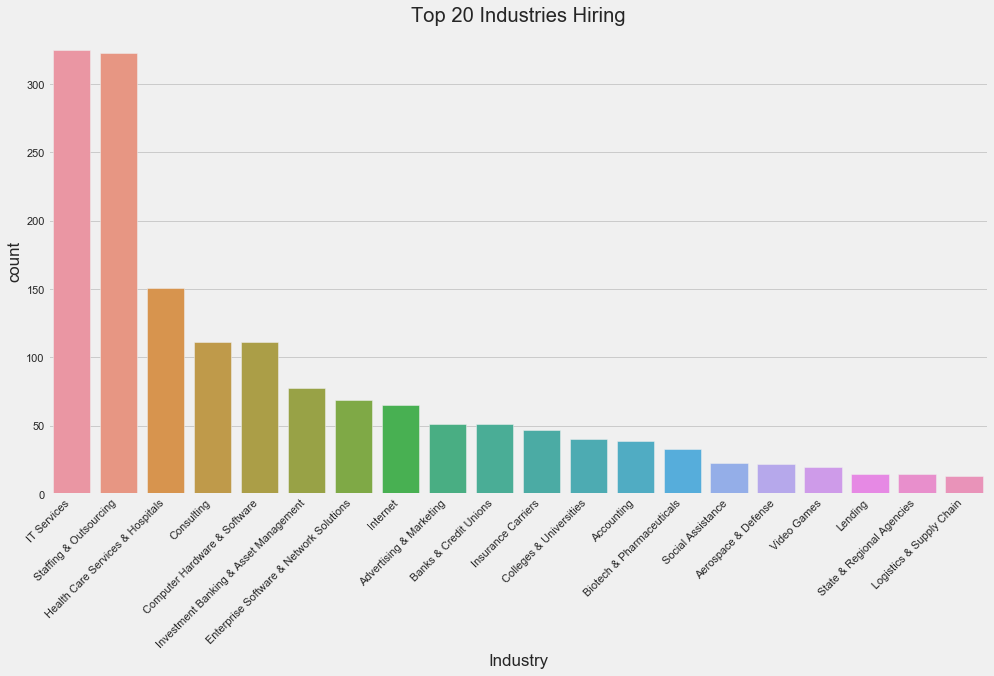 Top 20 Industries Hiring
count
300
250
200
150
100
50
0
IT Services
Staffing & Outsourcing
Health Care Services & Hospitals
Consulting
Computer Hardware & Software
Investment Banking & Asset Management
Enterprise Software & Network Solutions
Internet
Advertising & Marketing
Banks & Credit Unions
Insurance Carriers
Colleges & Universities
Accounting
Biotech & Pharmaceuticals
Social Assistance
Aerospace & Defense
Video Games
Lending
State & Regional Agencies
Logistics & Supply Chain
Industry